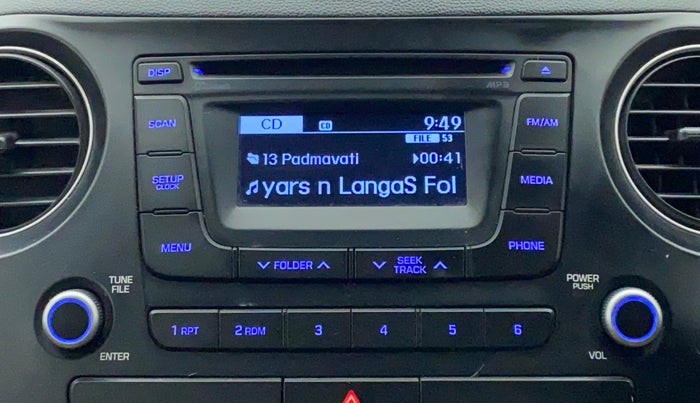 DISP
MP3
SCAN
CD
CD
9:49
FM/AM
FILE 53
13 Padmavati
00:41
SETUP
CLOCK
yars n LangaS Fol
MEDIA
MENU
PHONE
FOLDER
SEEK
TRACK
TUNE
FILE
POWER
PUSH
1 RPT
2 RDM
3
4
5
6
ENTER
VOL